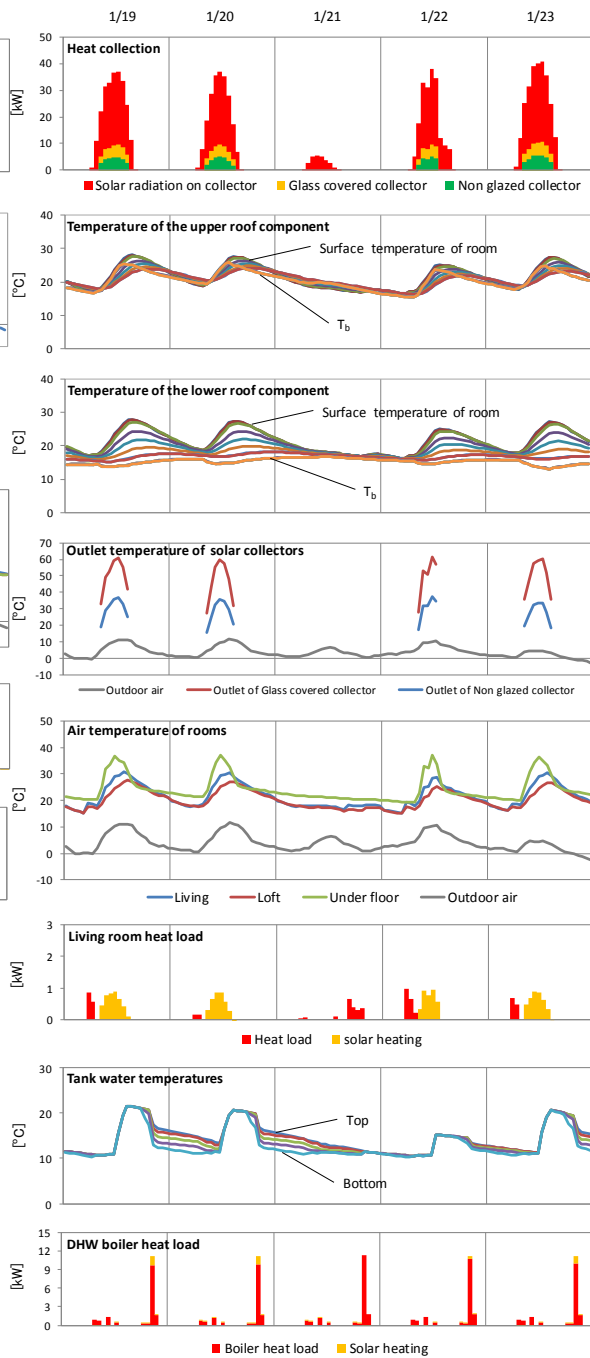 1/19 1/20 1/21 1/22 1/23
Heat collection
[kW]
50
40
30
20
10
0
Solar radiation on collector Glass covered collector Non glazed collector
Temperature of the upper roof component
[°C]
40
30
20
10
0
Surface temperature of room
Tb
Temperature of the lower roof component
[°C]
40
30
20
10
0
Surface temperature of room
Tb
Outlet temperature of solar collectors
[°C]
70
60
50
40
30
20
10
0
-10
Outdoor air Outlet of Glass covered collector Outlet of Non glazed collector
Air temperature of rooms
[°C]
50
40
30
20
10
0
-10
Living Loft Under floor Outdoor air
Living room heat load
[kW]
3
2
1
0
Heat load solar heating
Tank water temperatures
[°C]
30
20
10
0
Top
Bottom
DHW boiler heat load
[kW]
15
12
9
6
3
0
Boiler heat load Solar heating